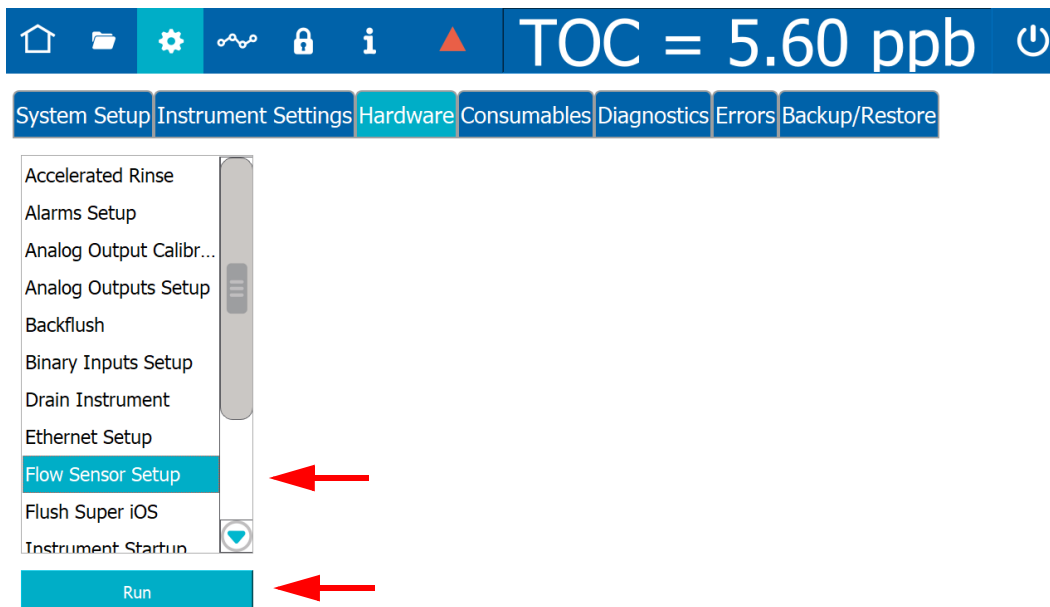 TOC = 5.60 ppb
System Setup Instrument Settings Hardware Consumables Diagnostics Errors Backup/Restore
Accelerated Rinse
Alarms Setup
Analog Output Calibr...
Analog Outputs Setup
Backflush
Binary Inputs Setup
Drain Instrument
Ethernet Setup
Flow Sensor Setup
Flush Super iOS
Instrument Startup
Run